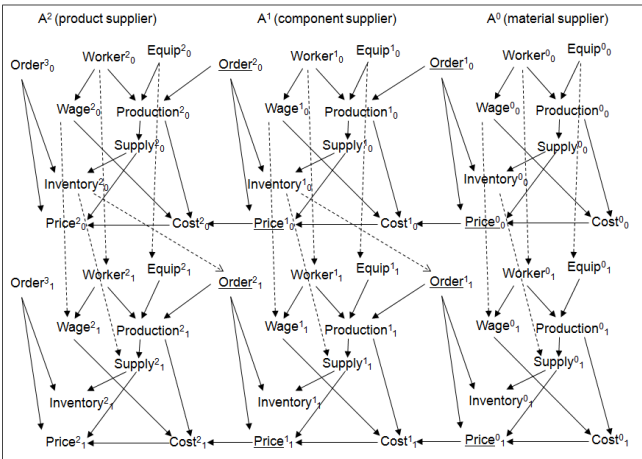 A² (product supplier) A¹ (component supplier) A⁰ (material supplier)
Order³₀ Worker²₀ Equip²₀ Order²₀ Worker¹₀ Equip¹₀ Order¹₀ Worker⁰₀ Equip⁰₀
Wage²₀ Production²₀ Wage¹₀ Production¹₀ Wage⁰₀ Production⁰₀
Supply²₀ Supply¹₀ Supply⁰₀
Inventory²₀ Inventory¹₀ Inventory⁰₀
Price²₀ Cost²₀ Price¹₀ Cost¹₀ Price⁰₀ Cost⁰₀
Order³₁ Worker²₁ Equip²₁ Order²₁ Worker¹₁ Equip¹₁ Order¹₁ Worker⁰₁ Equip⁰₁
Wage²₁ Production²₁ Wage¹₁ Production¹₁ Wage⁰₁ Production⁰₁
Supply²₁ Supply¹₁ Supply⁰₁
Inventory²₁ Inventory¹₁ Inventory⁰₁
Price²₁ Cost²₁ Price¹₁ Cost¹₁ Price⁰₁ Cost⁰₁